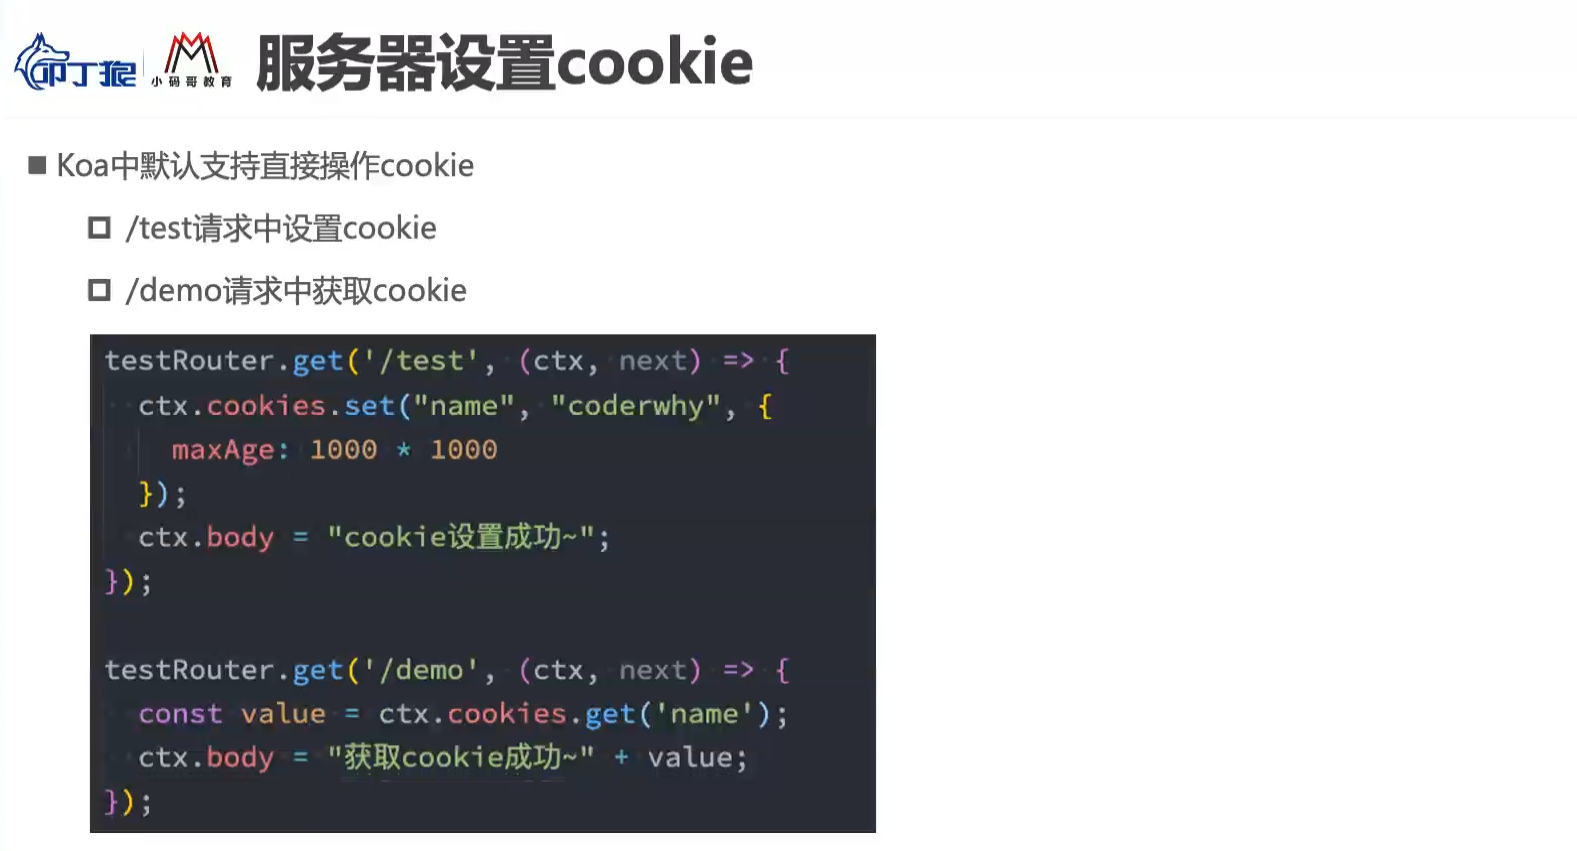 叩丁狼 小码哥教育 服务器设置cookie
Koa中默认支持直接操作cookie
/test请求中设置cookie
/demo请求中获取cookie
testRouter.get('/test', (ctx, next) => {
  ctx.cookies.set("name", "coderwhy", {
    maxAge: 1000 * 1000
  });
  ctx.body = "cookie设置成功~";
});

testRouter.get('/demo', (ctx, next) => {
  const value = ctx.cookies.get('name');
  ctx.body = "获取cookie成功~" + value;
});